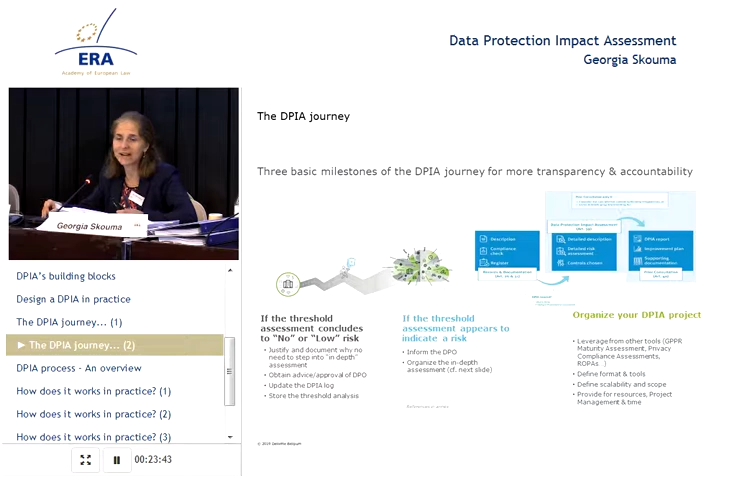 ERA
Academy of European Law
Data Protection Impact Assessment
Georgia Skouma
Georgia Skouma
The DPIA journey
Three basic milestones of the DPIA journey for more transparency & accountability
Data Protection Impact Assessment
Description
Compliance check
Register
Detailed description
Detailed risk assessment
Controls chosen
DPIA report
Improvement plan
Supporting documentation
If the threshold
assessment concludes
to "No" or "Low" risk
• Justify and document why no
need to step into "in depth"
assessment
• Obtain advice/approval of DPO
• Update the DPIA log
• Store the threshold analysis
If the threshold
assessment appears to
indicate a risk
• Inform the DPO
• Organize the in-depth
assessment (cf. next slide)
Organize your DPIA project
• Leverage from other tools (GDPR
Maturity Assessment, Privacy
Compliance Assessments,
ROPAs )
• Define format & tools
• Define scalability and scope
• Provide for resources, Project
Management & time
DPIA's building blocks
Design a DPIA in practice
The DPIA journey... (1)
► The DPIA journey... (2)
DPIA process - An overview
How does it works in practice? (1)
How does it works in practice? (2)
How does it works in practice? (3)
00:23:43